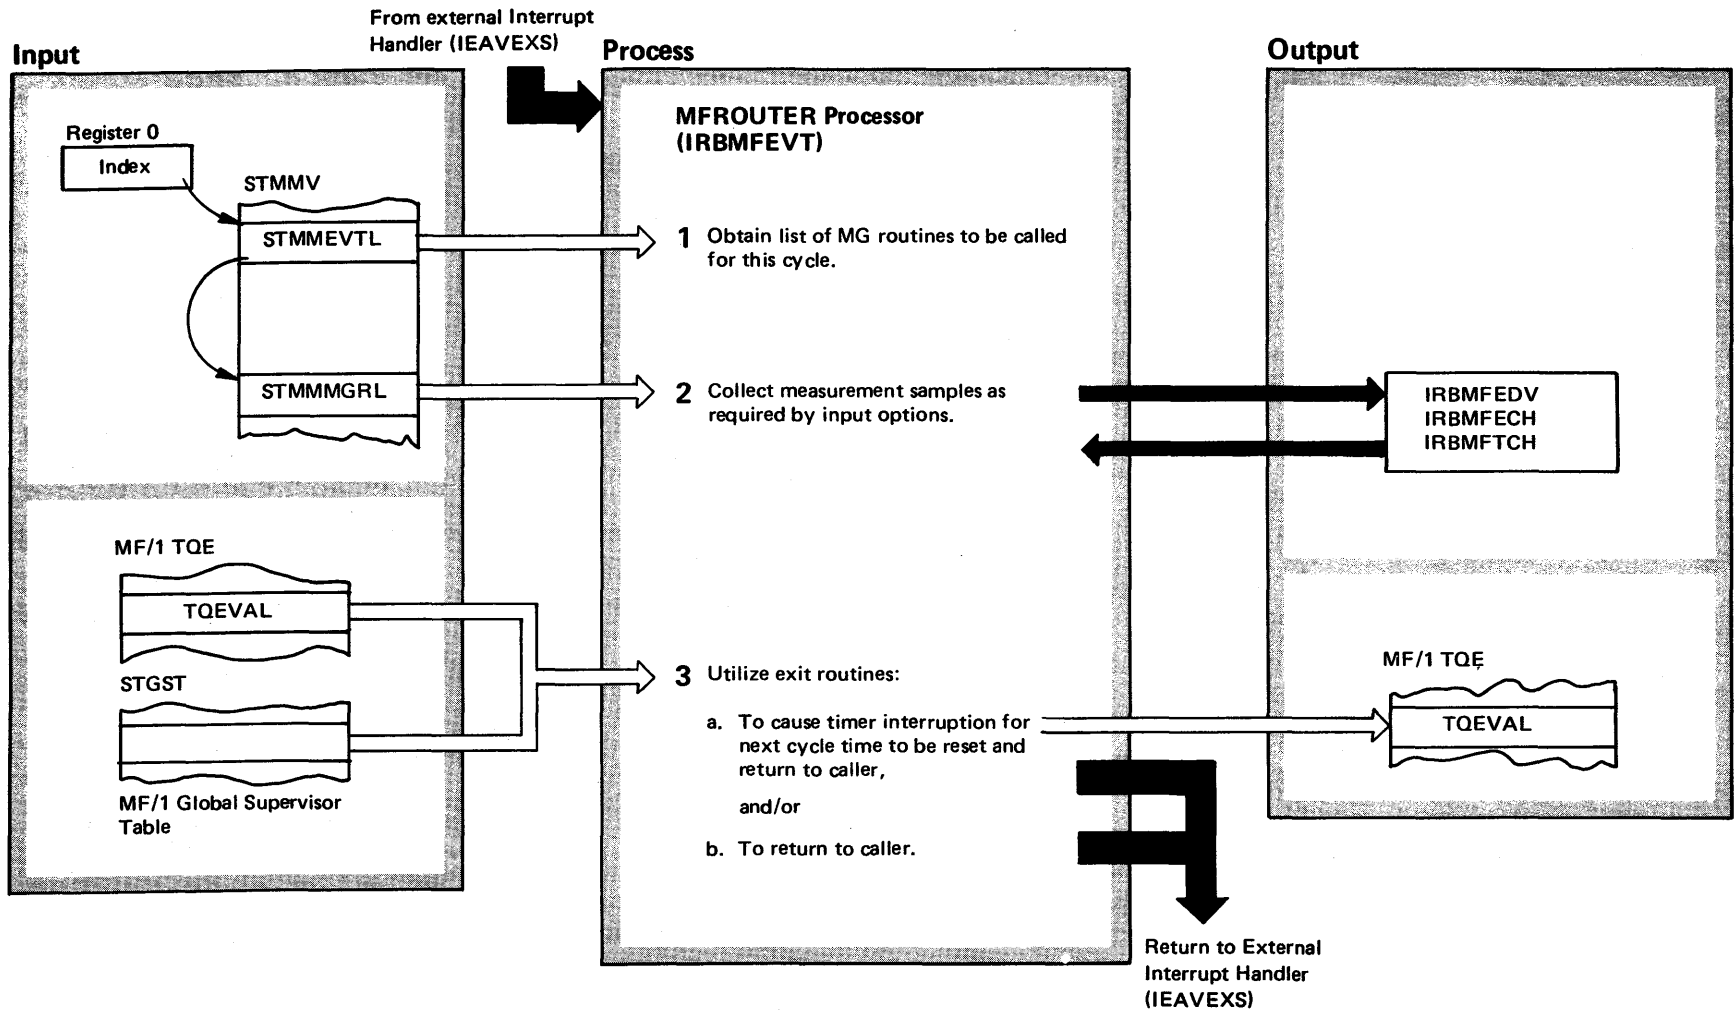 From external Interrupt
Handler (IEAVEXS)
Input
Process
Output
Register 0
Index
STMMV
STMMEVTL
STMMMGRL
MF/1 TQE
TQEVAL
STGST
MF/1 Global Supervisor
Table
MFROUTER Processor
(IRBMFEVT)
1 Obtain list of MG routines to be called
for this cycle.
2 Collect measurement samples as
required by input options.
3 Utilize exit routines:
a. To cause timer interruption for
next cycle time to be reset and
return to caller,
and/or
b. To return to caller.
IRBMFEDV
IRBMFECH
IRBMFTCH
MF/1 TQE
TQEVAL
Return to External
Interrupt Handler
(IEAVEXS)